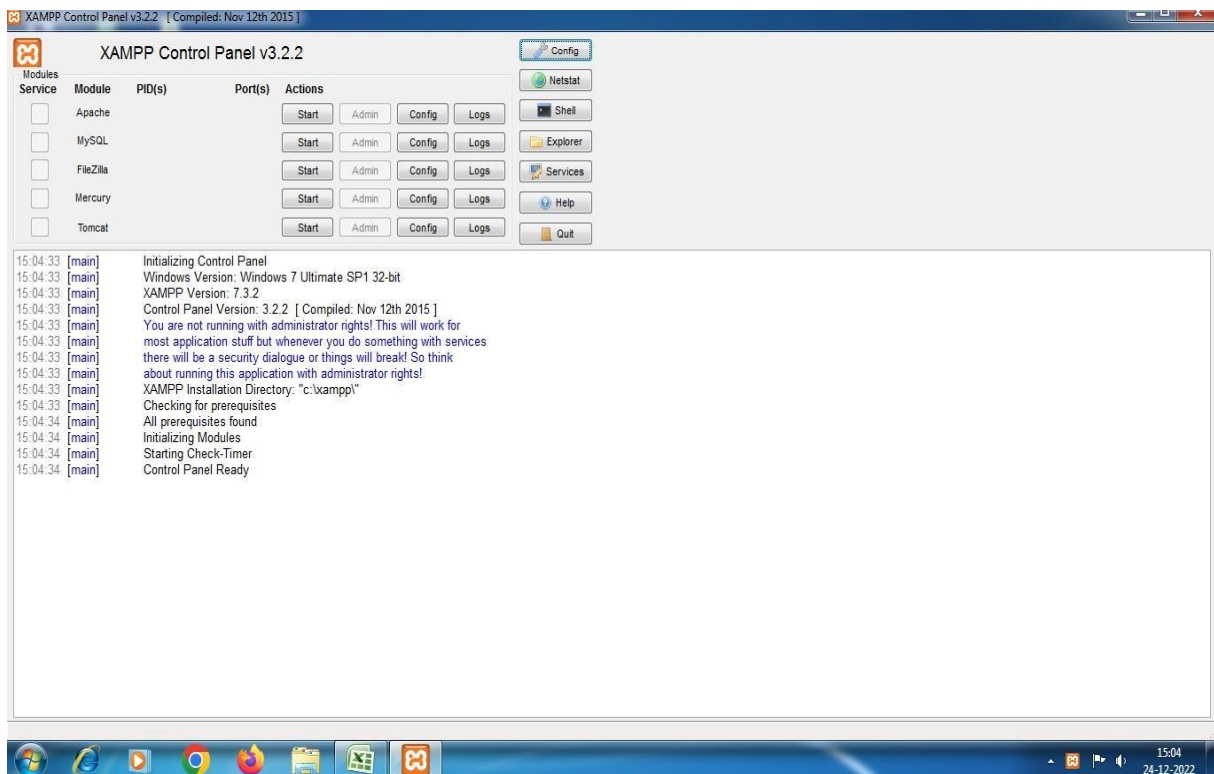 XAMPP Control Panel v3.2.2 [ Compiled: Nov 12th 2015 ]
XAMPP Control Panel v3.2.2
Config
Modules
Service Module PID(s) Port(s) Actions
Netstat
Apache Start Admin Config Logs
Shell
MySQL Start Admin Config Logs
Explorer
FileZilla Start Admin Config Logs
Services
Mercury Start Admin Config Logs
Help
Tomcat Start Admin Config Logs
Quit
15:04:33 [main] Initializing Control Panel
15:04:33 [main] Windows Version: Windows 7 Ultimate SP1 32-bit
15:04:33 [main] XAMPP Version: 7.3.2
15:04:33 [main] Control Panel Version: 3.2.2 [ Compiled: Nov 12th 2015 ]
15:04:33 [main] You are not running with administrator rights! This will work for
15:04:33 [main] most application stuff but whenever you do something with services
15:04:33 [main] there will be a security dialogue or things will break! So think
15:04:33 [main] about running this application with administrator rights!
15:04:33 [main] XAMPP Installation Directory: "c:\xampp\"
15:04:33 [main] Checking for prerequisites
15:04:34 [main] All prerequisites found
15:04:34 [main] Initializing Modules
15:04:34 [main] Starting Check-Timer
15:04:34 [main] Control Panel Ready
15:04
24-12-2022